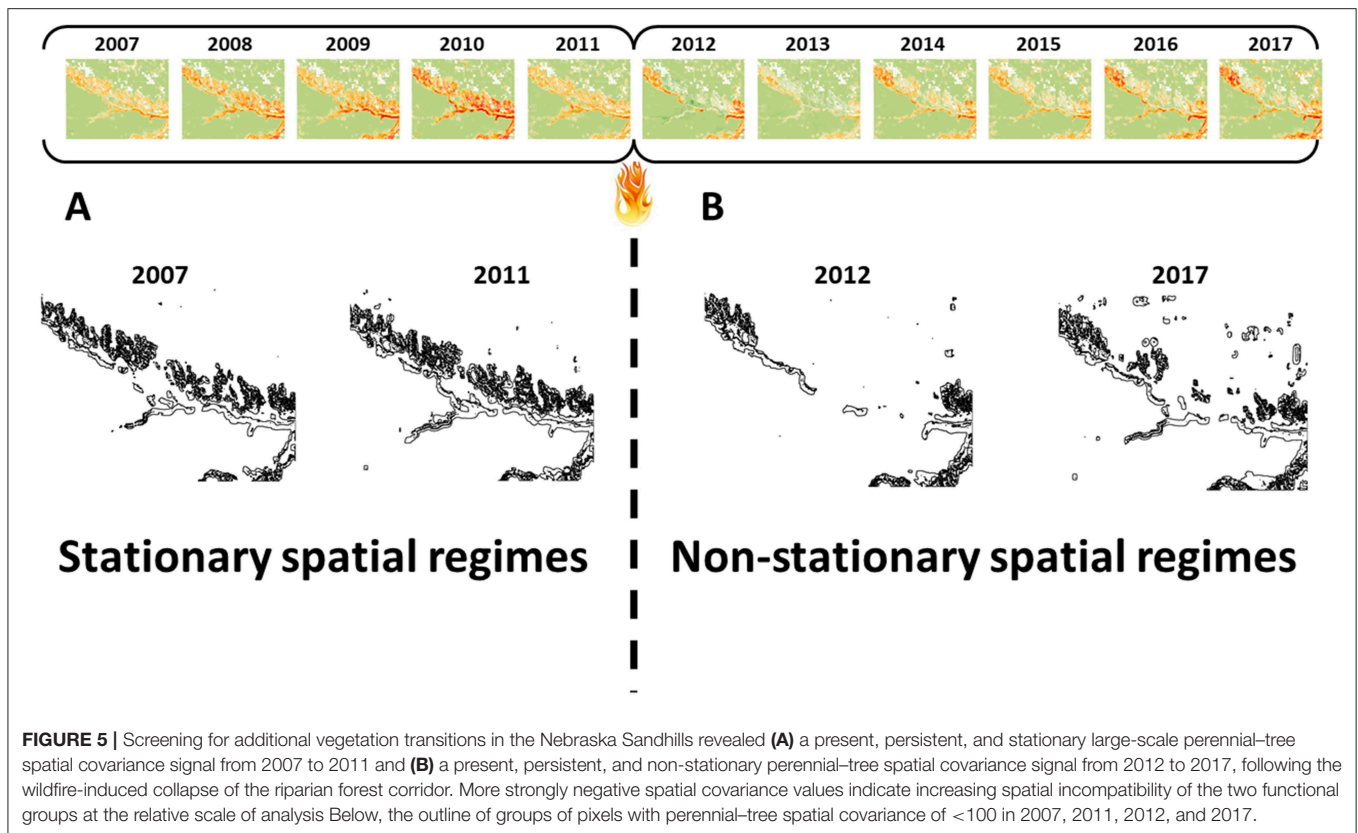 2007 2008 2009 2010 2011 2012 2013 2014 2015 2016 2017
A B
2007 2011 2012 2017
Stationary spatial regimes Non-stationary spatial regimes
FIGURE 5 | Screening for additional vegetation transitions in the Nebraska Sandhills revealed (A) a present, persistent, and stationary large-scale perennial–tree
spatial covariance signal from 2007 to 2011 and (B) a present, persistent, and non-stationary perennial–tree spatial covariance signal from 2012 to 2017, following the
wildfire-induced collapse of the riparian forest corridor. More strongly negative spatial covariance values indicate increasing spatial incompatibility of the two functional
groups at the relative scale of analysis Below, the outline of groups of pixels with perennial–tree spatial covariance of <100 in 2007, 2011, 2012, and 2017.